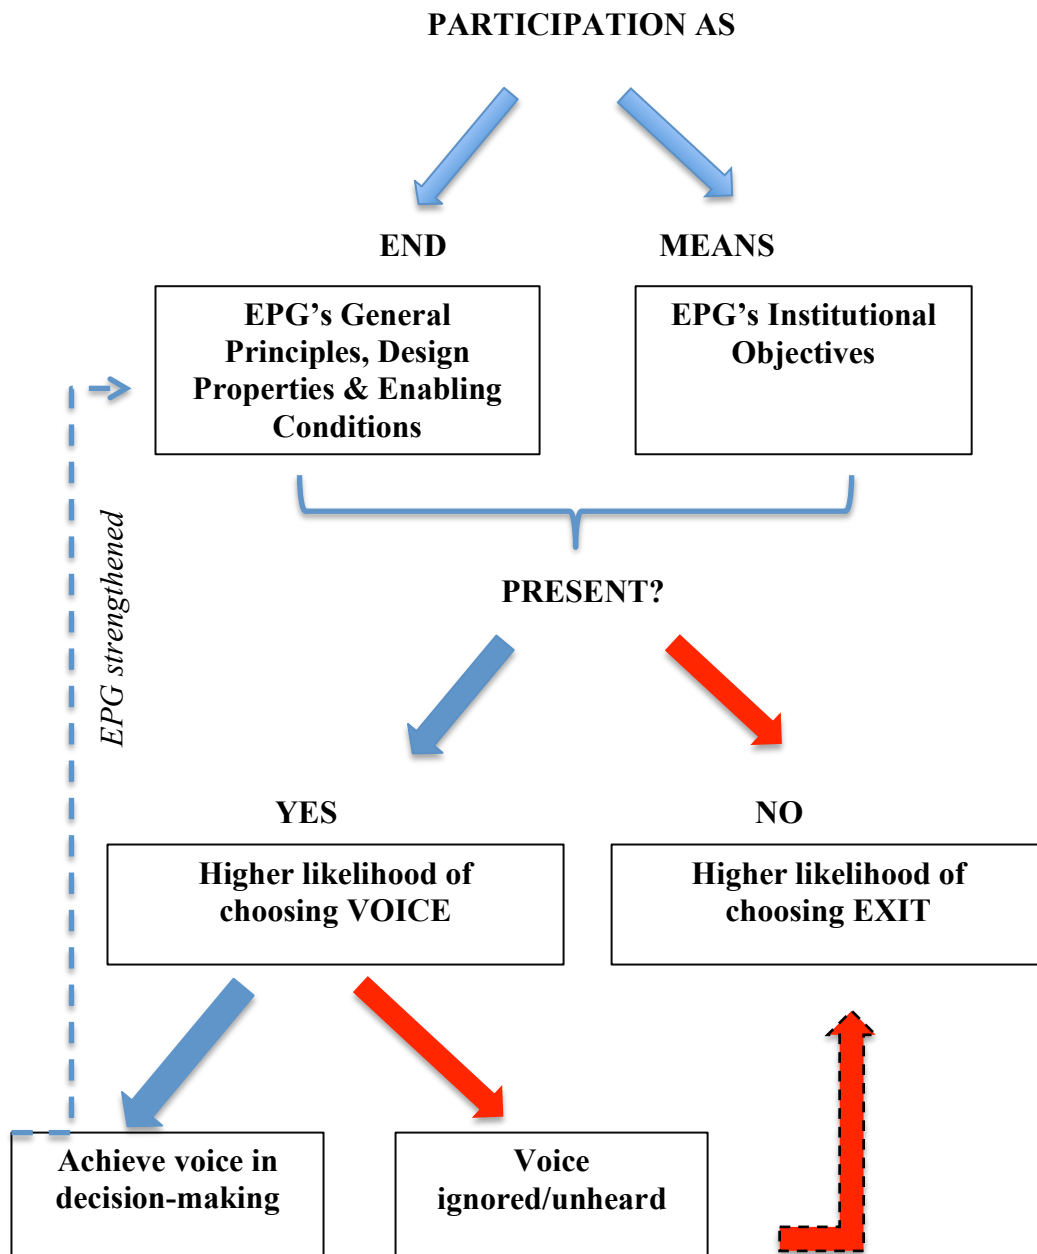 PARTICIPATION AS
END
MEANS
EPG’s General
Principles, Design
Properties & Enabling
Conditions
EPG’s Institutional
Objectives
EPG strengthened
PRESENT?
YES
NO
Higher likelihood of
choosing VOICE
Higher likelihood of
choosing EXIT
Achieve voice in
decision-making
Voice
ignored/unheard